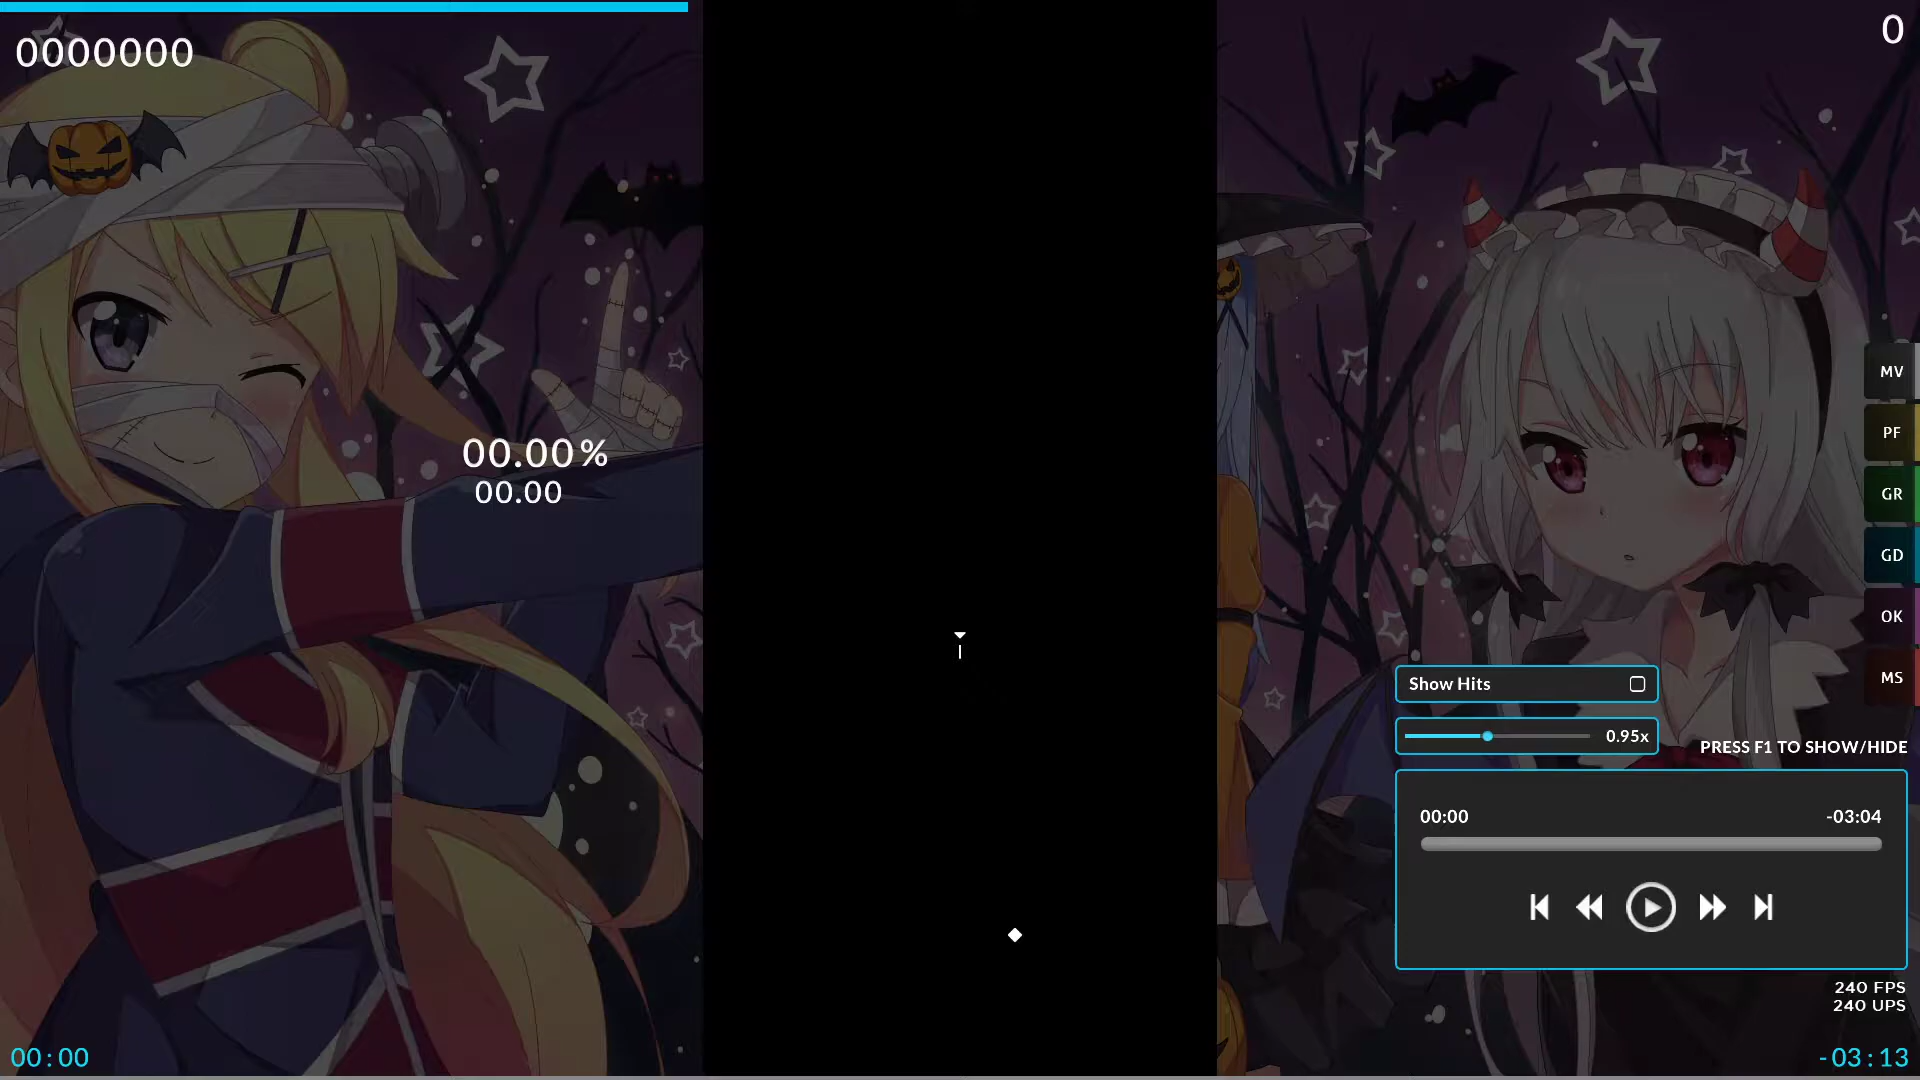 0000000
0
00.00%
00.00
MV
PF
GR
GD
OK
MS
Show Hits
0.95x
PRESS F1 TO SHOW/HIDE
00:00
-03:04
240 FPS
240 UPS
00:00
-03:13